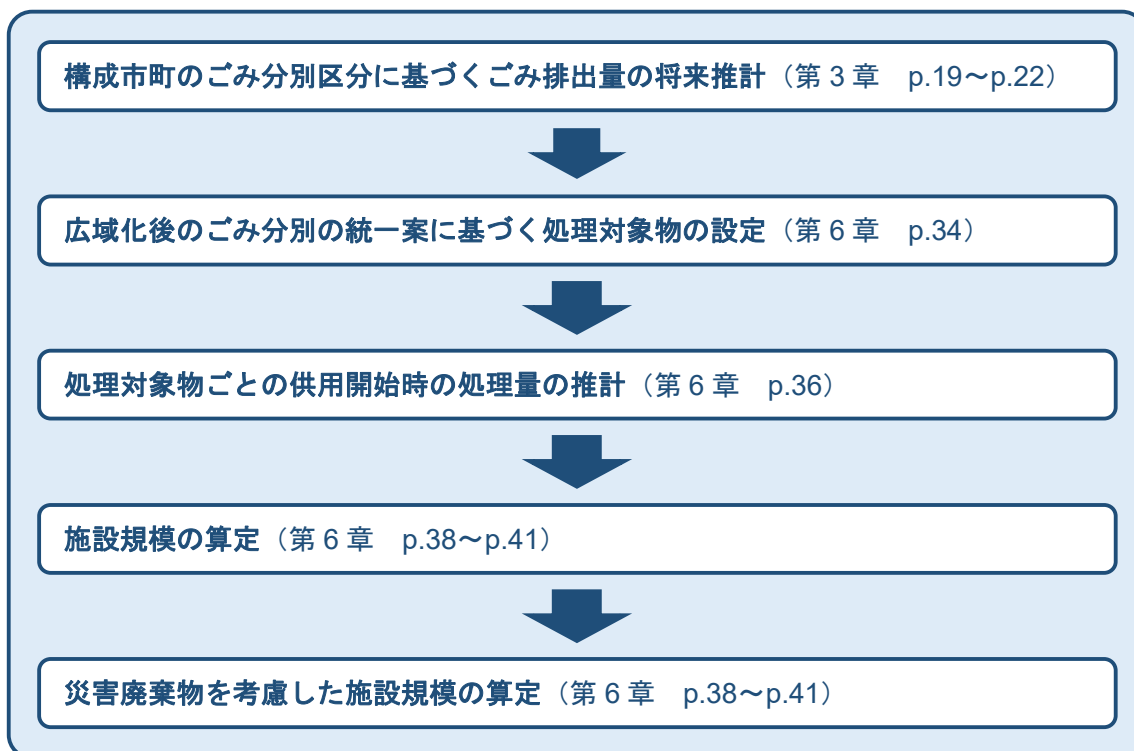 構成市町のごみ分別区分に基づくごみ排出量の将来推計（第 3 章　p.19～p.22）
広域化後のごみ分別の統一案に基づく処理対象物の設定（第 6 章　p.34）
処理対象物ごとの供用開始時の処理量の推計（第 6 章　p.36）
施設規模の算定（第 6 章　p.38～p.41）
災害廃棄物を考慮した施設規模の算定（第 6 章　p.38～p.41）